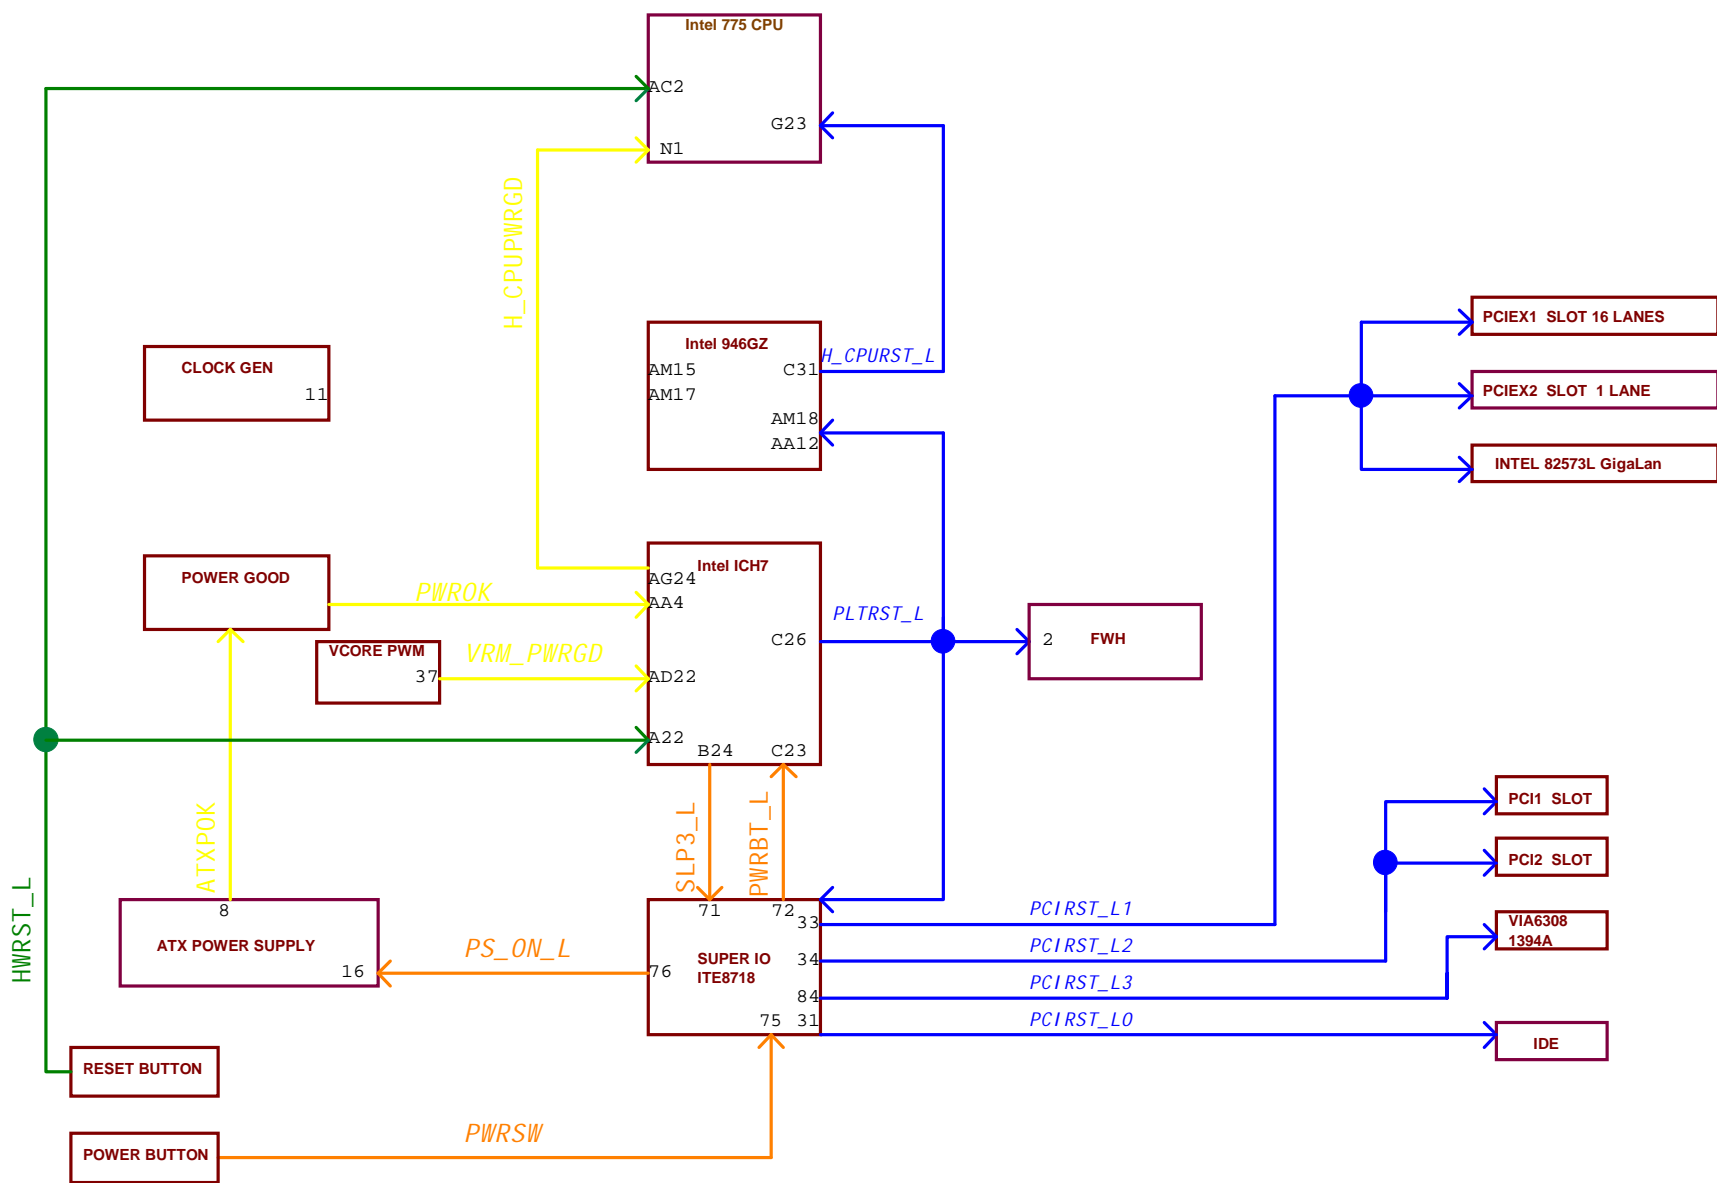 Intel 775 CPU
AC2
G23
N1
H_CPUPWRGD
PCIEX1 SLOT 16 LANES
Intel 946GZ
H_CPURST_L
CLOCK GEN
AM15
C31
11
AM17
PCIEX2 SLOT 1 LANE
AM18
AA12
INTEL 82573L GigaLan
Intel ICH7
POWER GOOD
AG24
PWROK
AA4
PLTRST_L
C26
2
FWH
VCORE PWM
VRM_PWRGD
37
AD22
A22
B24
C23
SLP3_L
PWRBT_L
ATXPOK
PCI1 SLOT
PCI2 SLOT
HWRST_L
8
71
72
33
PCIRST_L1
VIA6308
1394A
ATX POWER SUPPLY
PS_ON_L
SUPER IO
ITE8718
34
PCIRST_L2
16
76
84
PCIRST_L3
75
31
PCIRST_L0
IDE
RESET BUTTON
PWRSW
POWER BUTTON